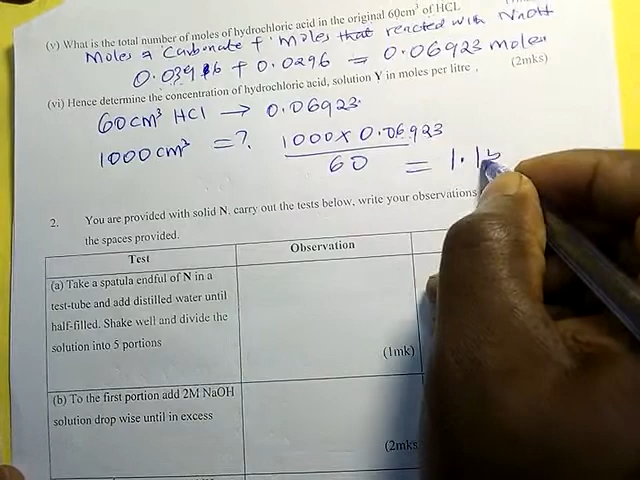 (v) What is the total number of moles of hydrochloric acid in the original 60cm³ of HCL
Moles of Carbonate + Moles that reacted with NaOH
0.0396 + 0.0296 = 0.06923 moles
(2mks)
(vi) Hence determine the concentration of hydrochloric acid, solution Y in moles per litre.
60cm³ HCl → 0.06923
1000cm³ = ? 1000 × 0.06923
60 = 1.15
2. You are provided with solid N. carry out the tests below, write your observations
the spaces provided.
Test Observation
(a) Take a spatula endful of N in a
test-tube and add distilled water until
half-filled. Shake well and divide the
solution into 5 portions
(1mk)
(b) To the first portion add 2M NaOH
solution drop wise until in excess
(2mks